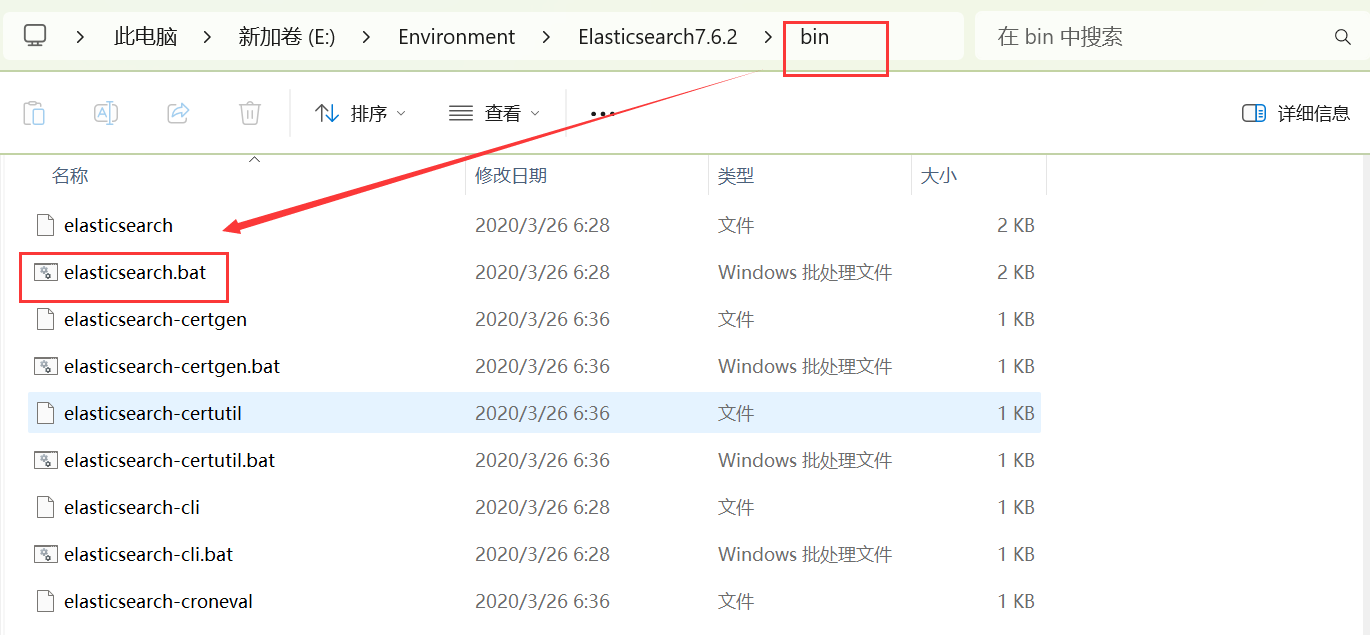 此电脑 新加卷 (E:) Environment Elasticsearch7.6.2 bin 在 bin 中搜索
排序 查看 ••• 详细信息
名称 修改日期 类型 大小
elasticsearch 2020/3/26 6:28 文件 2 KB
elasticsearch.bat 2020/3/26 6:28 Windows 批处理文件 2 KB
elasticsearch-certgen 2020/3/26 6:36 文件 1 KB
elasticsearch-certgen.bat 2020/3/26 6:36 Windows 批处理文件 1 KB
elasticsearch-certutil 2020/3/26 6:36 文件 1 KB
elasticsearch-certutil.bat 2020/3/26 6:36 Windows 批处理文件 1 KB
elasticsearch-cli 2020/3/26 6:28 文件 1 KB
elasticsearch-cli.bat 2020/3/26 6:28 Windows 批处理文件 1 KB
elasticsearch-croneval 2020/3/26 6:36 文件 1 KB